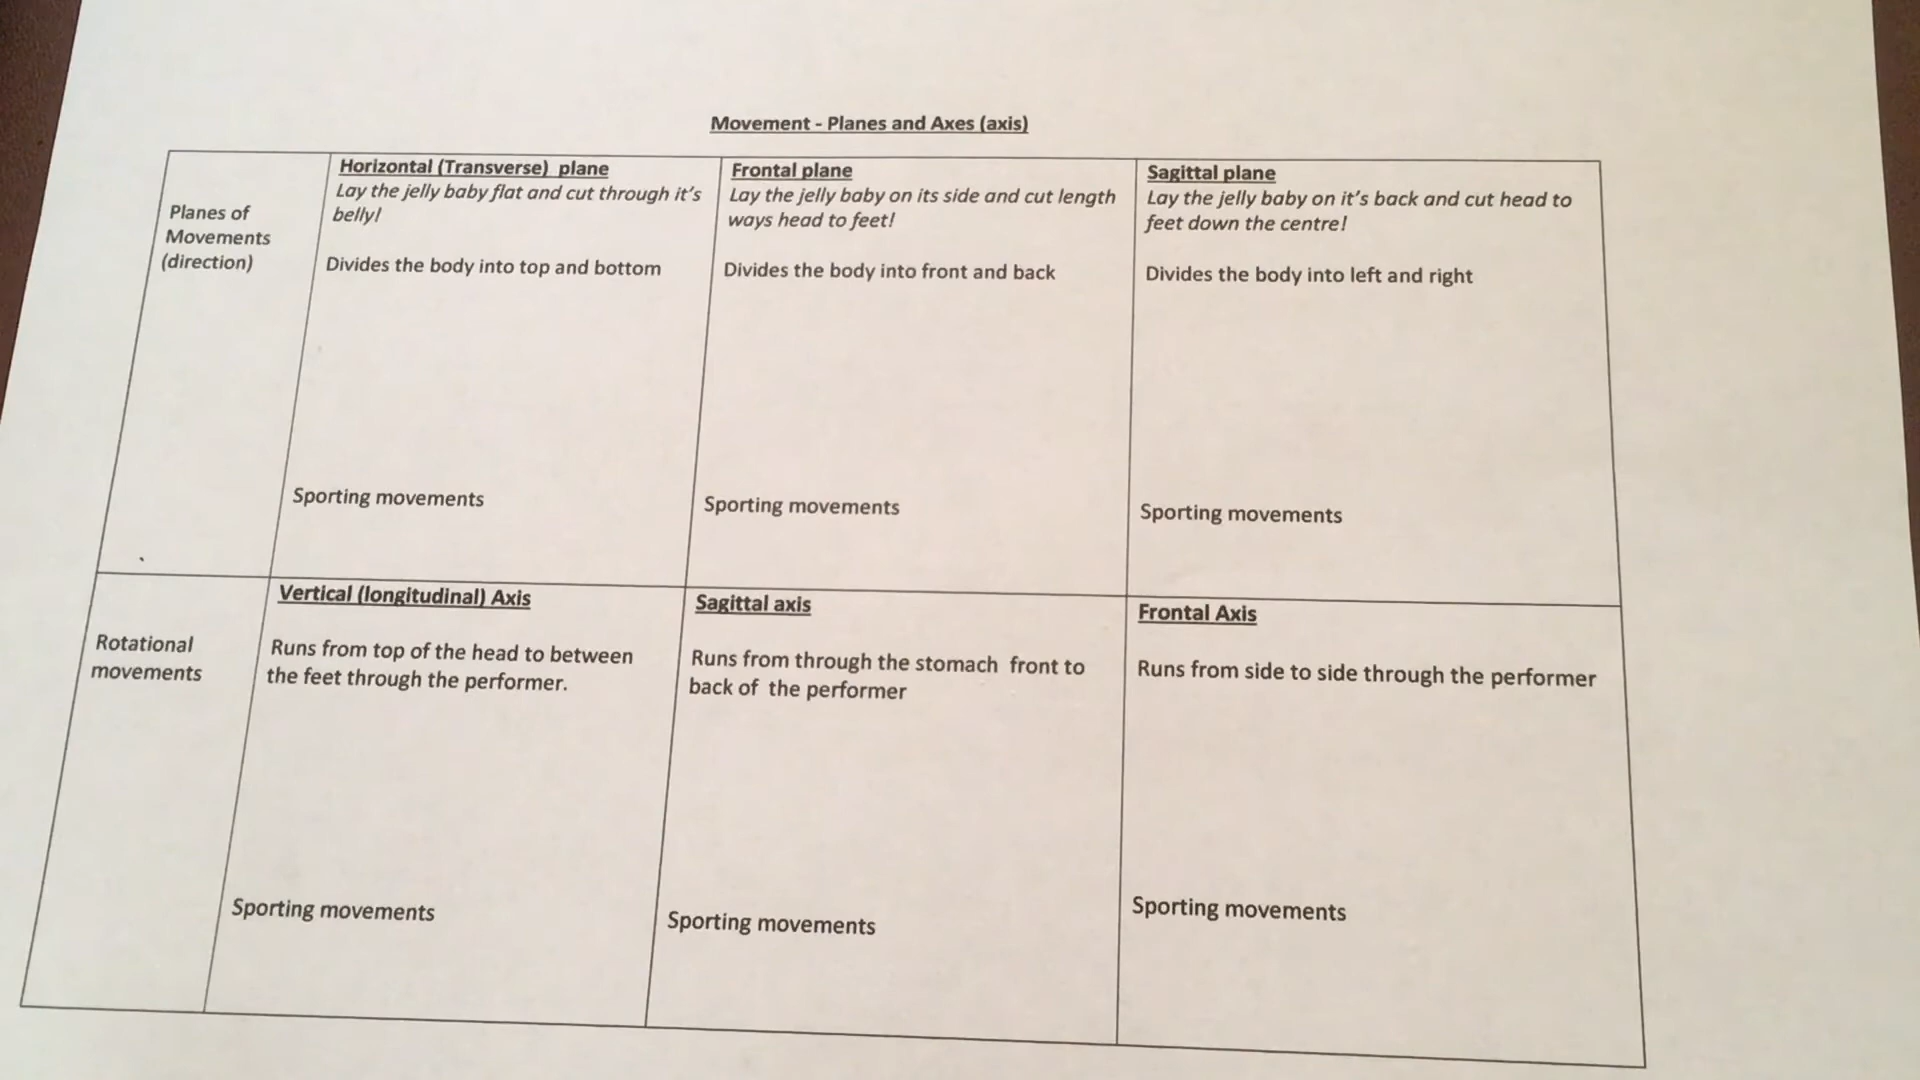 Movement - Planes and Axes (axis)
Planes of
Movements
(direction)
Horizontal (Transverse) plane
Lay the jelly baby flat and cut through it's
belly!
Divides the body into top and bottom
Sporting movements
Frontal plane
Lay the jelly baby on its side and cut length
ways head to feet!
Divides the body into front and back
Sporting movements
Sagittal plane
Lay the jelly baby on it's back and cut head to
feet down the centre!
Divides the body into left and right
Sporting movements
Rotational
movements
Vertical (longitudinal) Axis
Runs from top of the head to between
the feet through the performer.
Sporting movements
Sagittal axis
Runs from through the stomach front to
back of the performer
Sporting movements
Frontal Axis
Runs from side to side through the performer
Sporting movements